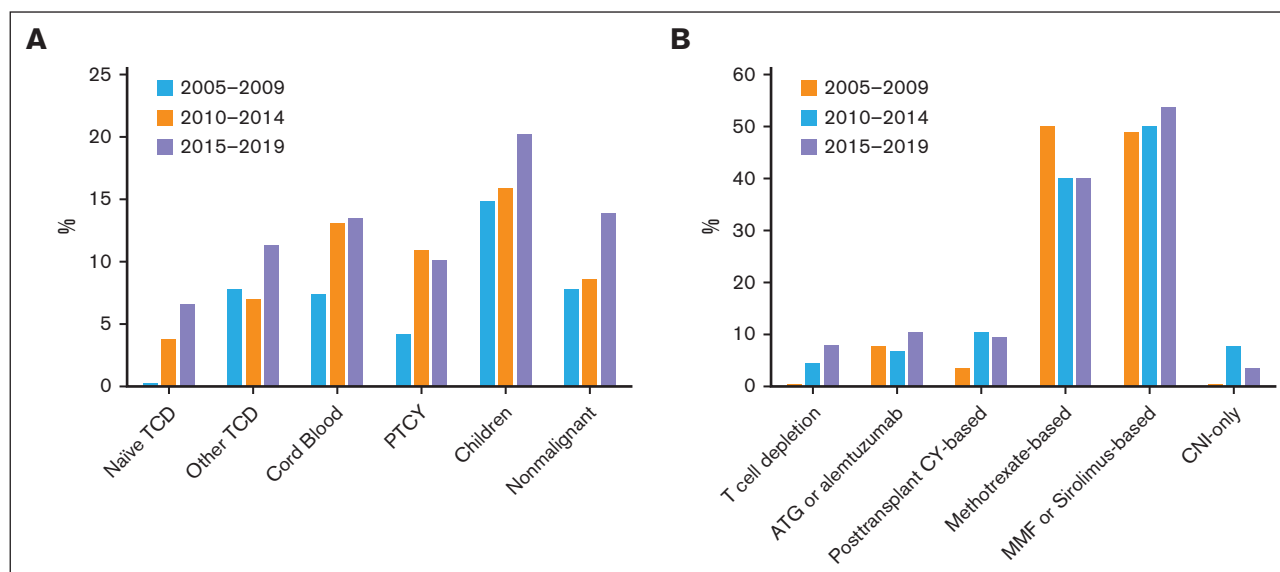 A
%
25
20
15
10
5
0
2005–2009
2010–2014
2015–2019
Naïve TCD
Other TCD
Cord Blood
PTCY
Children
Nonmalignant
B
%
60
50
40
30
20
10
0
2005–2009
2010–2014
2015–2019
T cell depletion
ATG or alemtuzumab
Posttransplant CY-based
Methotrexate-based
MMF or Sirolimus-based
CNI-only